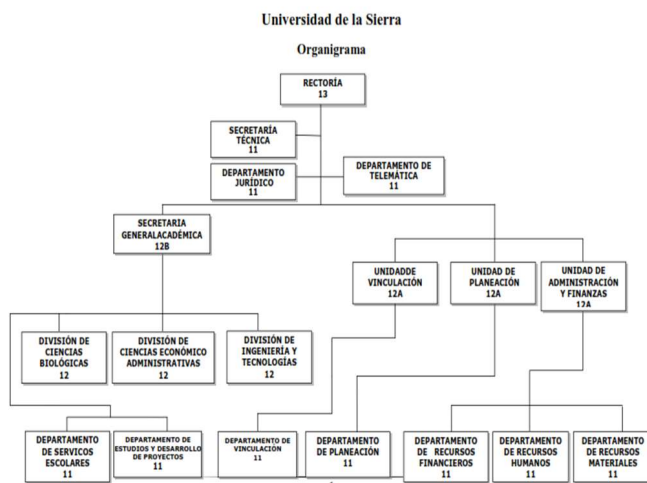 Universidad de la Sierra
Organigrama
RECTORÍA
13
SECRETARÍA
TÉCNICA
11
DEPARTAMENTO
JURÍDICO
11
DEPARTAMENTO DE
TELEMÁTICA
11
SECRETARIA
GENERALACADÉMICA
12B
UNIDADDE
VINCULACIÓN
12A
UNIDAD DE
PLANEACIÓN
12A
UNIDAD DE
ADMINISTRACIÓN
Y FINANZAS
12A
DIVISIÓN DE
CIENCIAS
BIOLÓGICAS
12
DIVISIÓN DE
CIENCIAS ECONÓMICO
ADMINISTRATIVAS
12
DIVISIÓN DE
INGENIERÍA Y
TECNOLOGÍAS
12
DEPARTAMENTO
DE SERVICOS
ESCOLARES
11
DEPARTAMENTO DE
ESTUDIOS Y DESARROLLO
DE PROYECTOS
11
DEPARTAMENTO DE
VINCULACIÓN
11
DEPARTAMENTO
DE PLANEACIÓN
11
DEPARTAMENTO
DE RECURSOS
FINANCIEROS
11
DEPARTAMENTO
DE RECURSOS
HUMANOS
11
DEPARTAMENTO
DE RECURSOS
MATERIALES
11